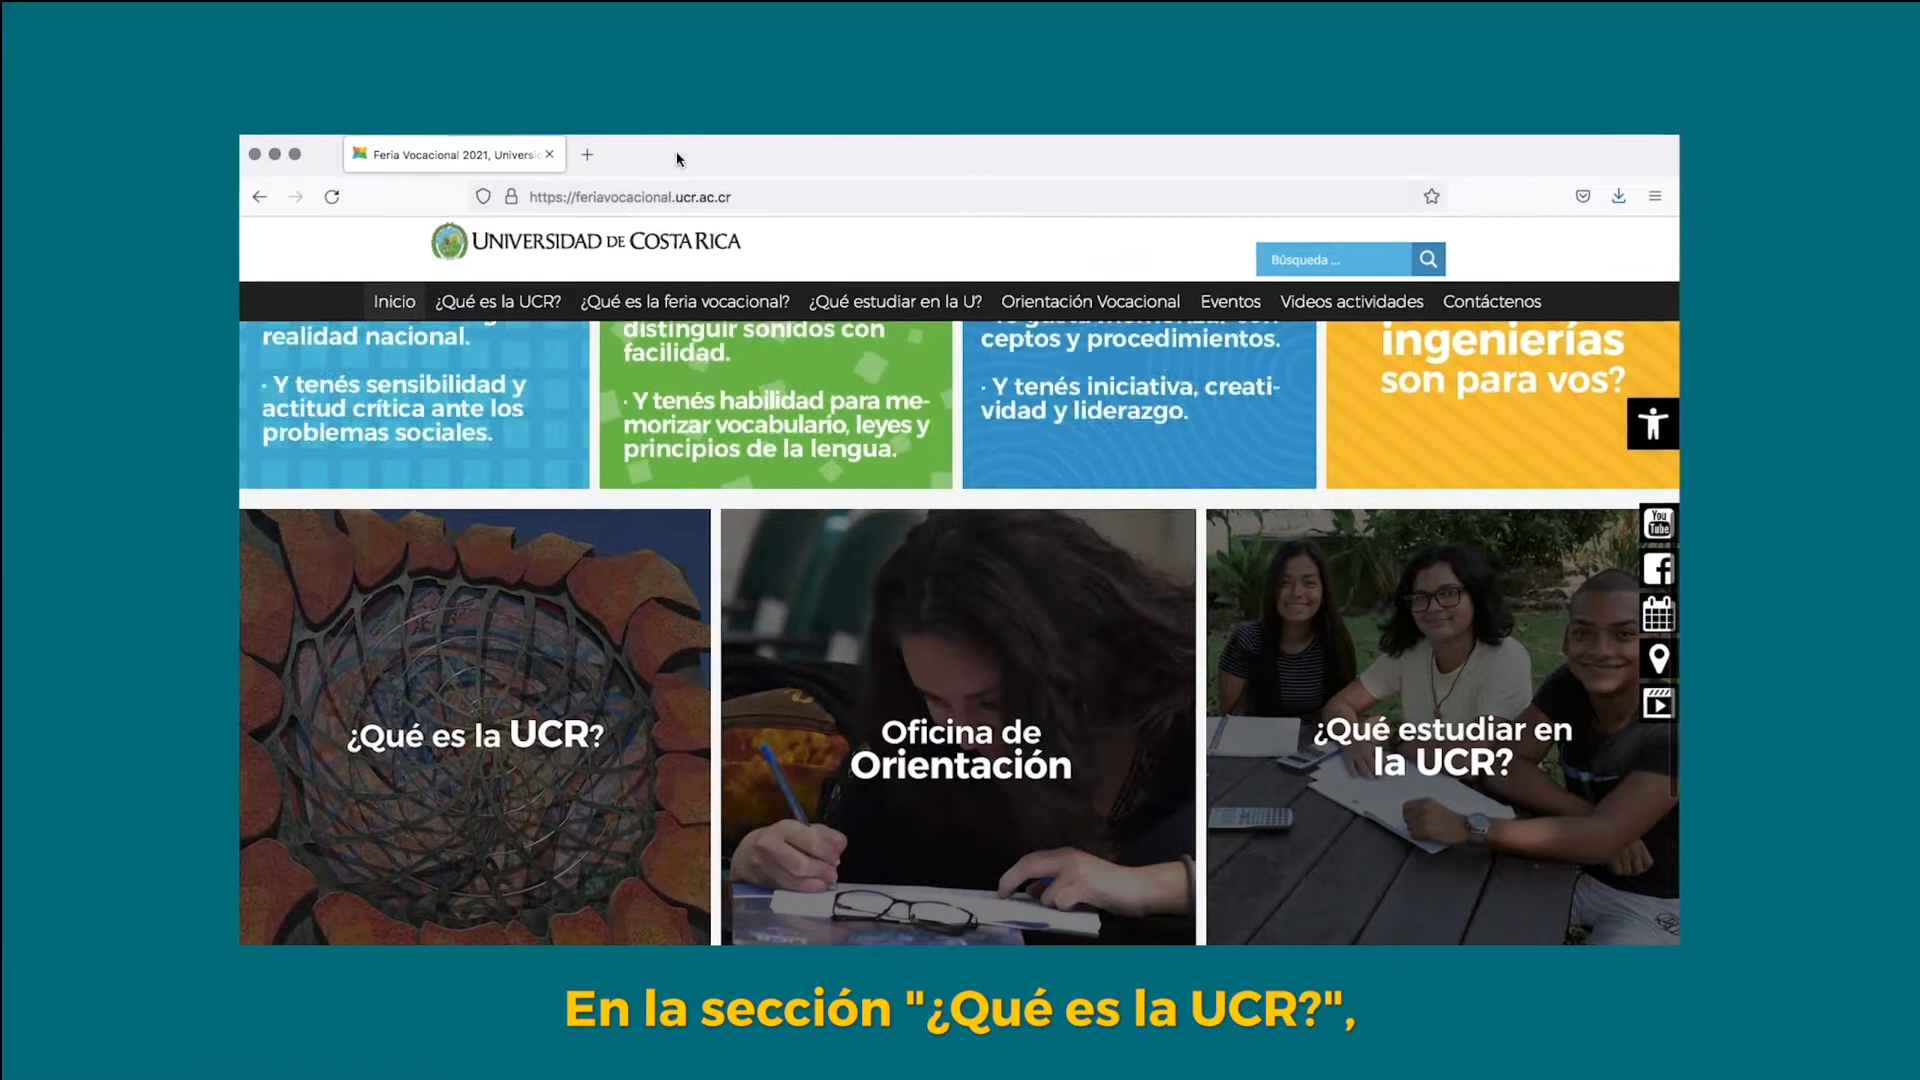 Feria Vocacional 2021, Universi
https://feriavocacional.ucr.ac.cr
UNIVERSIDAD DE COSTA RICA
Búsqueda ...
Inicio ¿Qué es la UCR? ¿Qué es la feria vocacional? ¿Qué estudiar en la U? Orientación Vocacional Eventos Videos actividades Contáctenos
realidad nacional.
· Y tenés sensibilidad y
actitud crítica ante los
problemas sociales.
distinguir sonidos con
facilidad.
· Y tenés habilidad para me-
morizar vocabulario, leyes y
principios de la lengua.
ceptos y procedimientos.
· Y tenés iniciativa, creati-
vidad y liderazgo.
ingenierías
son para vos?
You
Tube
¿Qué es la UCR?
Oficina de
Orientación
¿Qué estudiar en
la UCR?
En la sección "¿Qué es la UCR?",